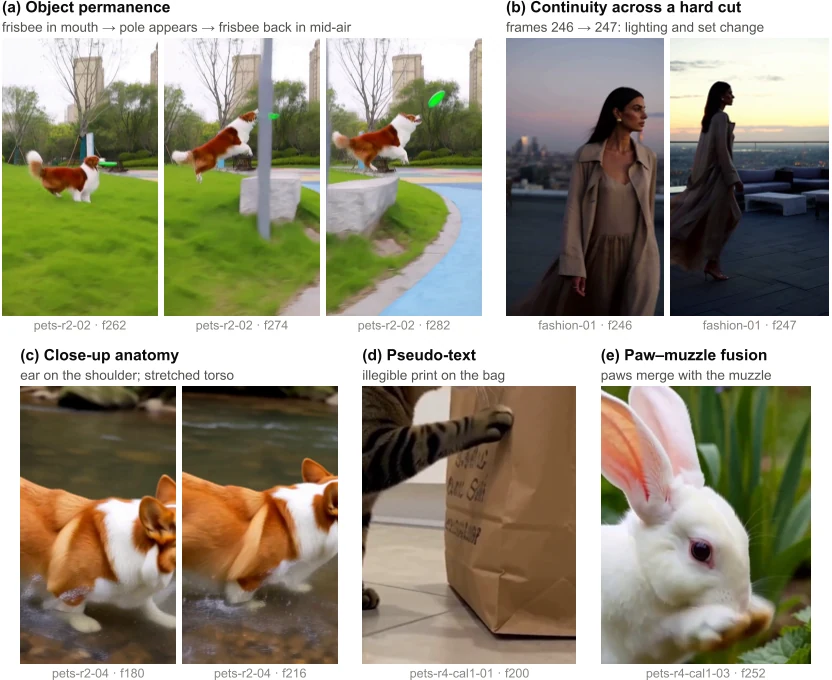 (a) Object permanence
frisbee in mouth → pole appears → frisbee back in mid-air
pets-r2-02 · f262
pets-r2-02 · f274
pets-r2-02 · f282
(b) Continuity across a hard cut
frames 246 → 247: lighting and set change
fashion-01 · f246
fashion-01 · f247
(c) Close-up anatomy
ear on the shoulder; stretched torso
pets-r2-04 · f180
pets-r2-04 · f216
(d) Pseudo-text
illegible print on the bag
pets-r4-cal1-01 · f200
(e) Paw–muzzle fusion
paws merge with the muzzle
pets-r4-cal1-03 · f252